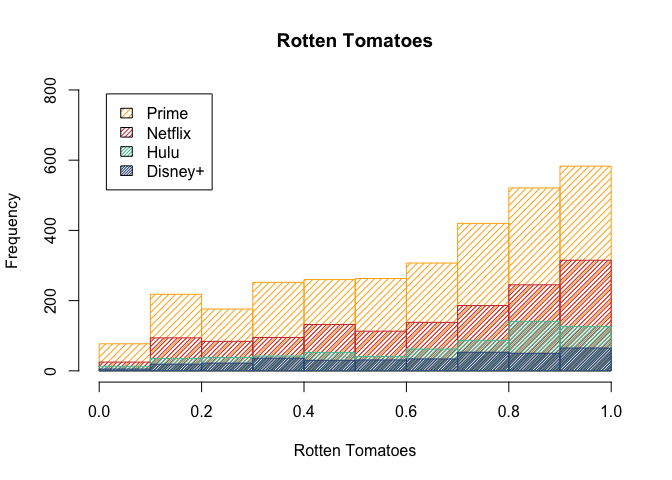 Rotten Tomatoes
Prime
Netflix
Hulu
Disney+
Frequency
800
600
400
200
0
0.0 0.2 0.4 0.6 0.8 1.0
Rotten Tomatoes